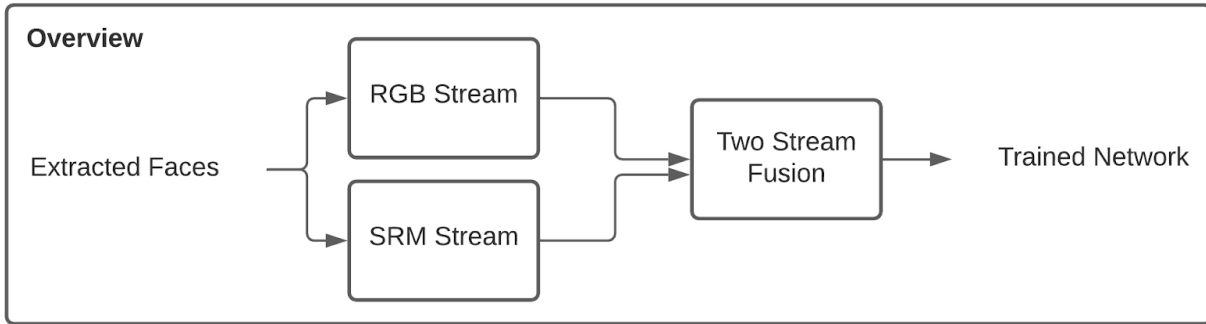 Overview
RGB Stream
Extracted Faces
SRM Stream
Two Stream
Fusion
Trained Network